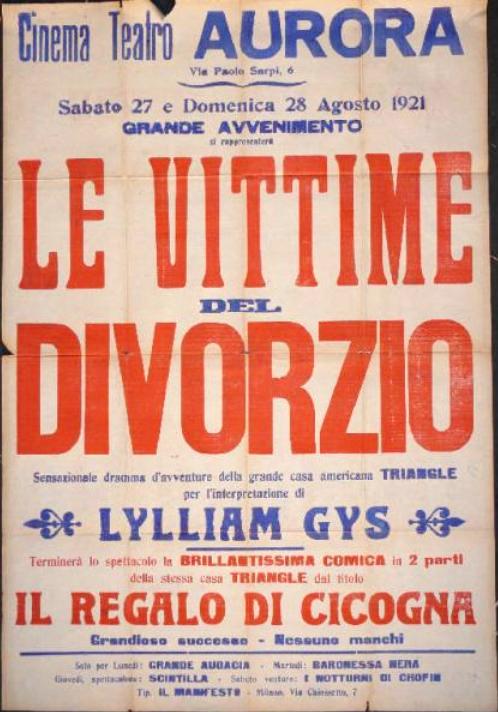 Cinema Teatro AURORA
Via Paolo Sarpi, 6
Sabato 27 e Domenica 28 Agosto 1921
GRANDE AVVENIMENTO
si rappresenterà
LE VITTIME
DEL
DIVORZIO
Sensazionale dramma d'avventure della grande casa americana TRIANGLE
per l'interpretazione di
LYLLIAM GYS
Terminerà lo spettacolo la BRILLANTISSIMA COMICA in 2 parti
della stessa casa TRIANGLE dal titolo
IL REGALO DI CICOGNA
Grandioso successo - Nessuno manchi
Solo per Lunedì: GRANDE AUDACIA - Martedì: BARONESSA NERA
Giovedì, SCINTILLA - Sabato venturo: I NOTTURNI DI CHOPIN
Tip. IL MANIFESTO - Milano, Via 7